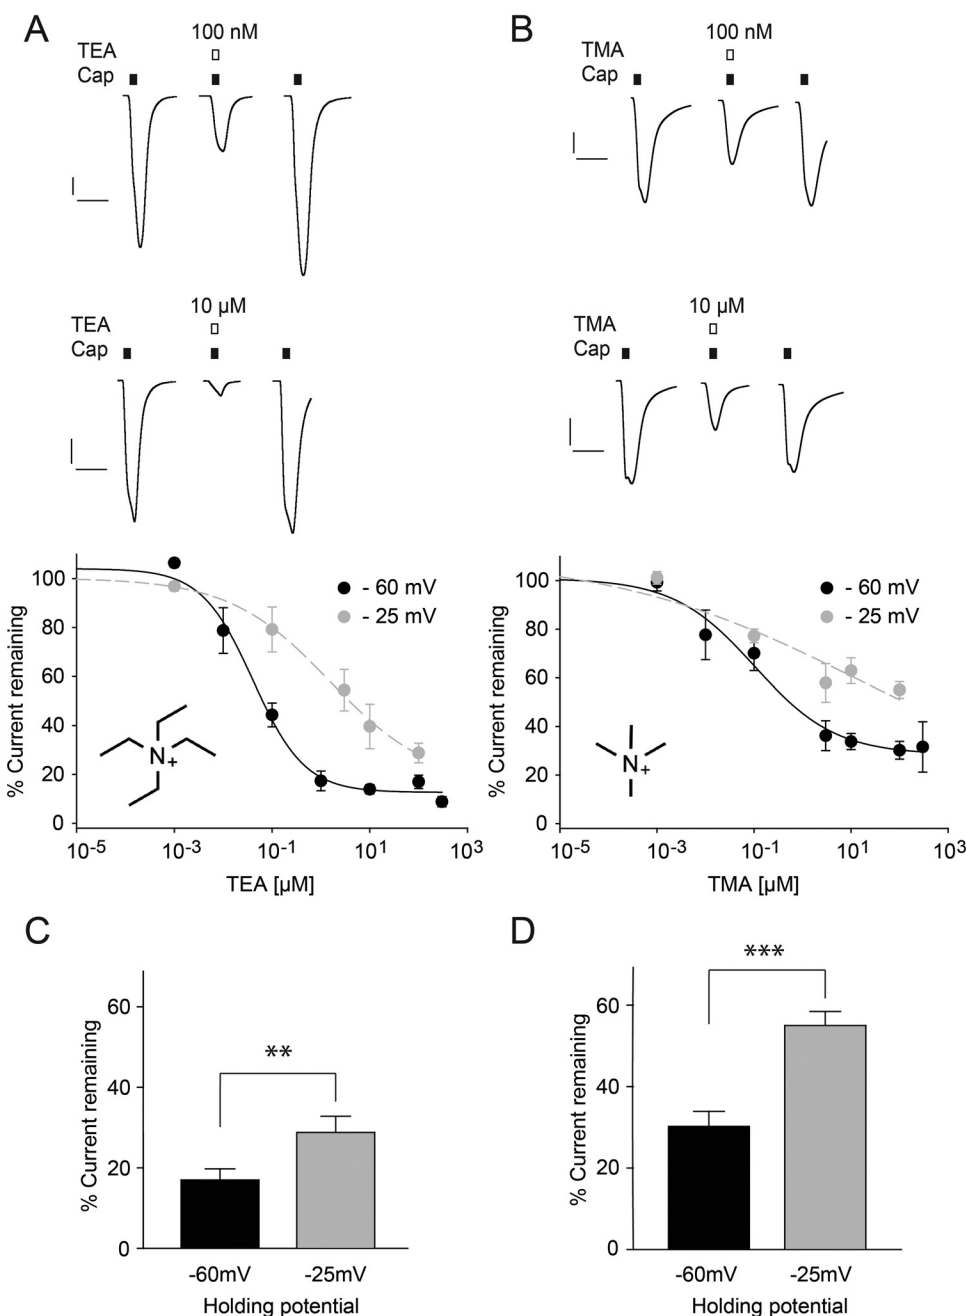 A
100 nM
TEA
Cap
10 µM
TEA
Cap
% Current remaining
100
80
60
40
20
0
- 60 mV
- 25 mV
N+
10-5
10-3
10-1
101
103
TEA [µM]
B
100 nM
TMA
Cap
10 µM
TMA
Cap
% Current remaining
100
80
60
40
20
0
- 60 mV
- 25 mV
N+
10-5
10-3
10-1
101
103
TMA [µM]
C
% Current remaining
60
40
20
0
**
-60mV
-25mV
Holding potential
D
% Current remaining
60
40
20
0
***
-60mV
-25mV
Holding potential